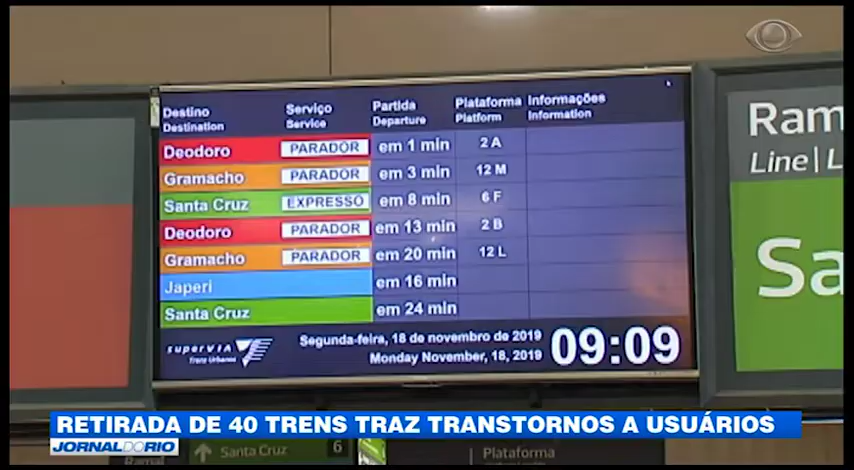 Destino Serviço Partida Plataforma Informações
Destination Service Departure Platform Information
Deodoro PARADOR em 1 min 2 A
Gramacho PARADOR em 3 min 12 M
Santa Cruz EXPRESSO em 8 min 6 F
Deodoro PARADOR em 13 min 2 B
Gramacho PARADOR em 20 min 12 L
Japeri em 16 min
Santa Cruz em 24 min
supervia
Trens Urbanos
Segunda-feira, 18 de novembro de 2019
Monday November, 18, 2019
09:09
Ram
Line | L
Sa
RETIRADA DE 40 TRENS TRAZ TRANSTORNOS A USUÁRIOS
JORNAL DO RIO
Ramal
Santa Cruz 6
Plataforma